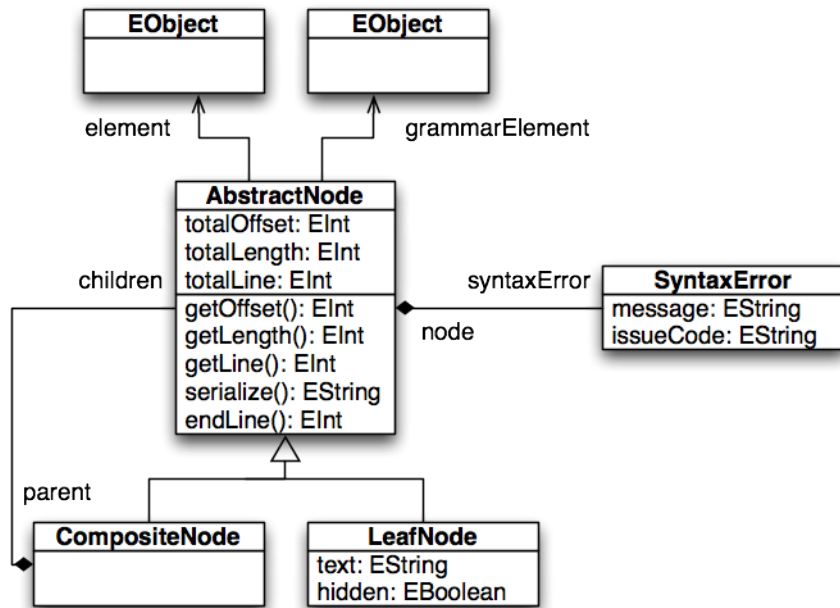 EObject
EObject
element
grammarElement
AbstractNode
totalOffset: EInt
totalLength: EInt
totalLine: EInt
getOffset(): EInt
getLength(): EInt
getLine(): EInt
serialize(): EString
endLine(): EInt
children
syntaxError
node
SyntaxError
message: EString
issueCode: EString
parent
CompositeNode
LeafNode
text: EString
hidden: EBoolean